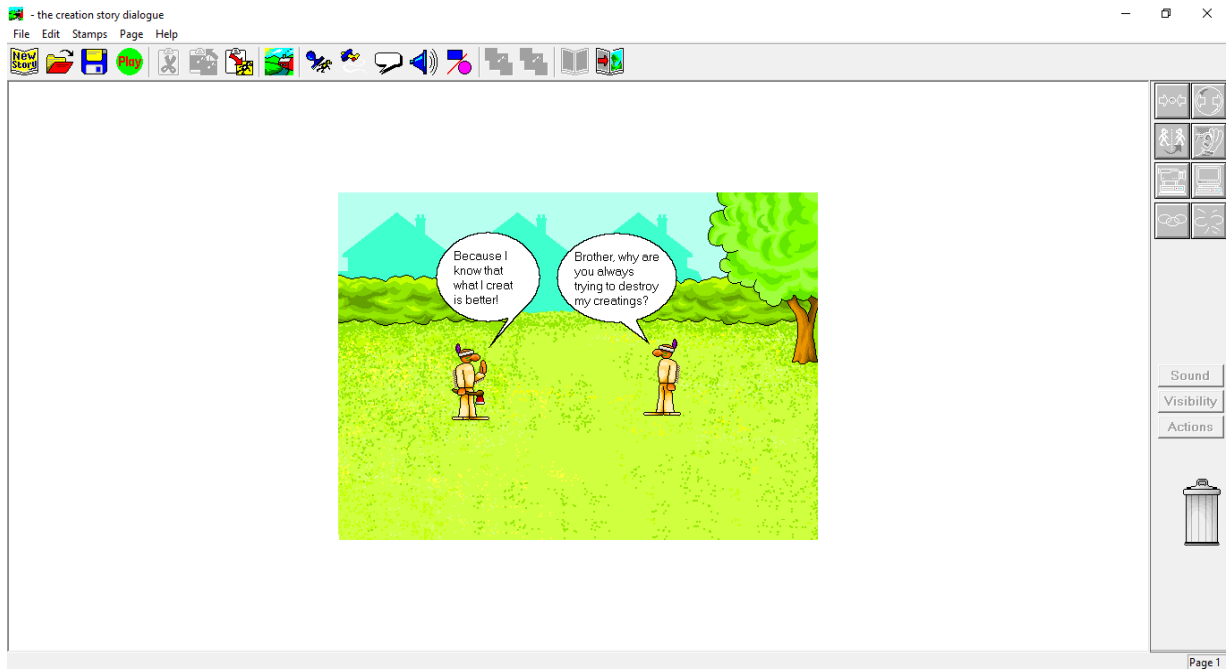 - the creation story dialogue
File Edit Stamps Page Help
New
Story
Play
Because I
know that
what I creat
is better!
Brother, why are
you always
trying to destroy
my creatings?
Sound
Visibility
Actions
Page 1